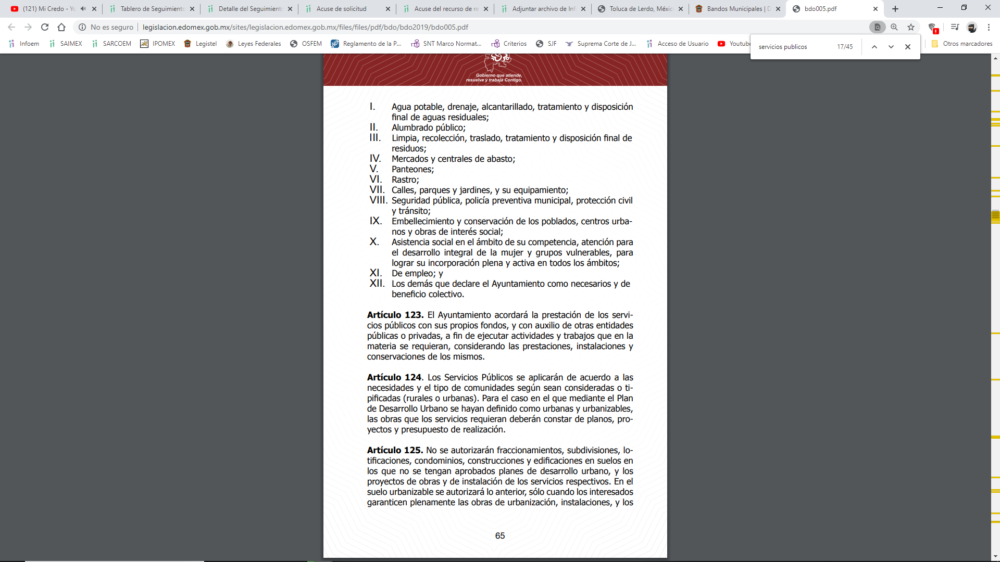 (121) Mi Credo - Yo
Tablero de Seguimiento
Detalle del Seguimiento
Acuse de solicitud
Acuse del recurso de re
Adjuntar archivo de Inf
Toluca de Lerdo, Méxic
Bandos Municipales | D
bdo005.pdf
No es seguro
legislacion.edomex.gob.mx/sites/legislacion.edomex.gob.mx/files/files/pdf/bdo/bdo2019/bdo005.pdf
Infoem
SAIMEX
SARCOEM
IPOMEX
Legistel
Leyes Federales
OSFEM
Reglamento de la P...
SNT Marco Normat...
Criterios
SJF
Suprema Corte de J...
Acceso de Usuario
Youtube
Otros marcadores
servicios publicos 17/45
Gobierno que atiende,
resuelve y trabaja Contigo.
I. Agua potable, drenaje, alcantarillado, tratamiento y disposición
final de aguas residuales;
II. Alumbrado público;
III. Limpia, recolección, traslado, tratamiento y disposición final de
residuos;
IV. Mercados y centrales de abasto;
V. Panteones;
VI. Rastro;
VII. Calles, parques y jardines, y su equipamiento;
VIII. Seguridad pública, policía preventiva municipal, protección civil
y tránsito;
IX. Embellecimiento y conservación de los poblados, centros urba-
nos y obras de interés social;
X. Asistencia social en el ámbito de su competencia, atención para
el desarrollo integral de la mujer y grupos vulnerables, para
lograr su incorporación plena y activa en todos los ámbitos;
XI. De empleo; y
XII. Los demás que declare el Ayuntamiento como necesarios y de
beneficio colectivo.
Artículo 123. El Ayuntamiento acordará la prestación de los servi-
cios públicos con sus propios fondos, y con auxilio de otras entidades
públicas o privadas, a fin de ejecutar actividades y trabajos que en la
materia se requieran, considerando las prestaciones, instalaciones y
conservaciones de los mismos.
Artículo 124. Los Servicios Públicos se aplicarán de acuerdo a las
necesidades y el tipo de comunidades según sean consideradas o ti-
pificadas (rurales o urbanas). Para el caso en el que mediante el Plan
de Desarrollo Urbano se hayan definido como urbanas y urbanizables,
las obras que los servicios requieran deberán constar de planos, pro-
yectos y presupuesto de realización.
Artículo 125. No se autorizarán fraccionamientos, subdivisiones, lo-
tificaciones, condominios, construcciones y edificaciones en suelos en
los que no se tengan aprobados planes de desarrollo urbano, y los
proyectos de obras y de instalación de los servicios respectivos. En el
suelo urbanizable se autorizará lo anterior, sólo cuando los interesados
garanticen plenamente las obras de urbanización, instalaciones, y los
65